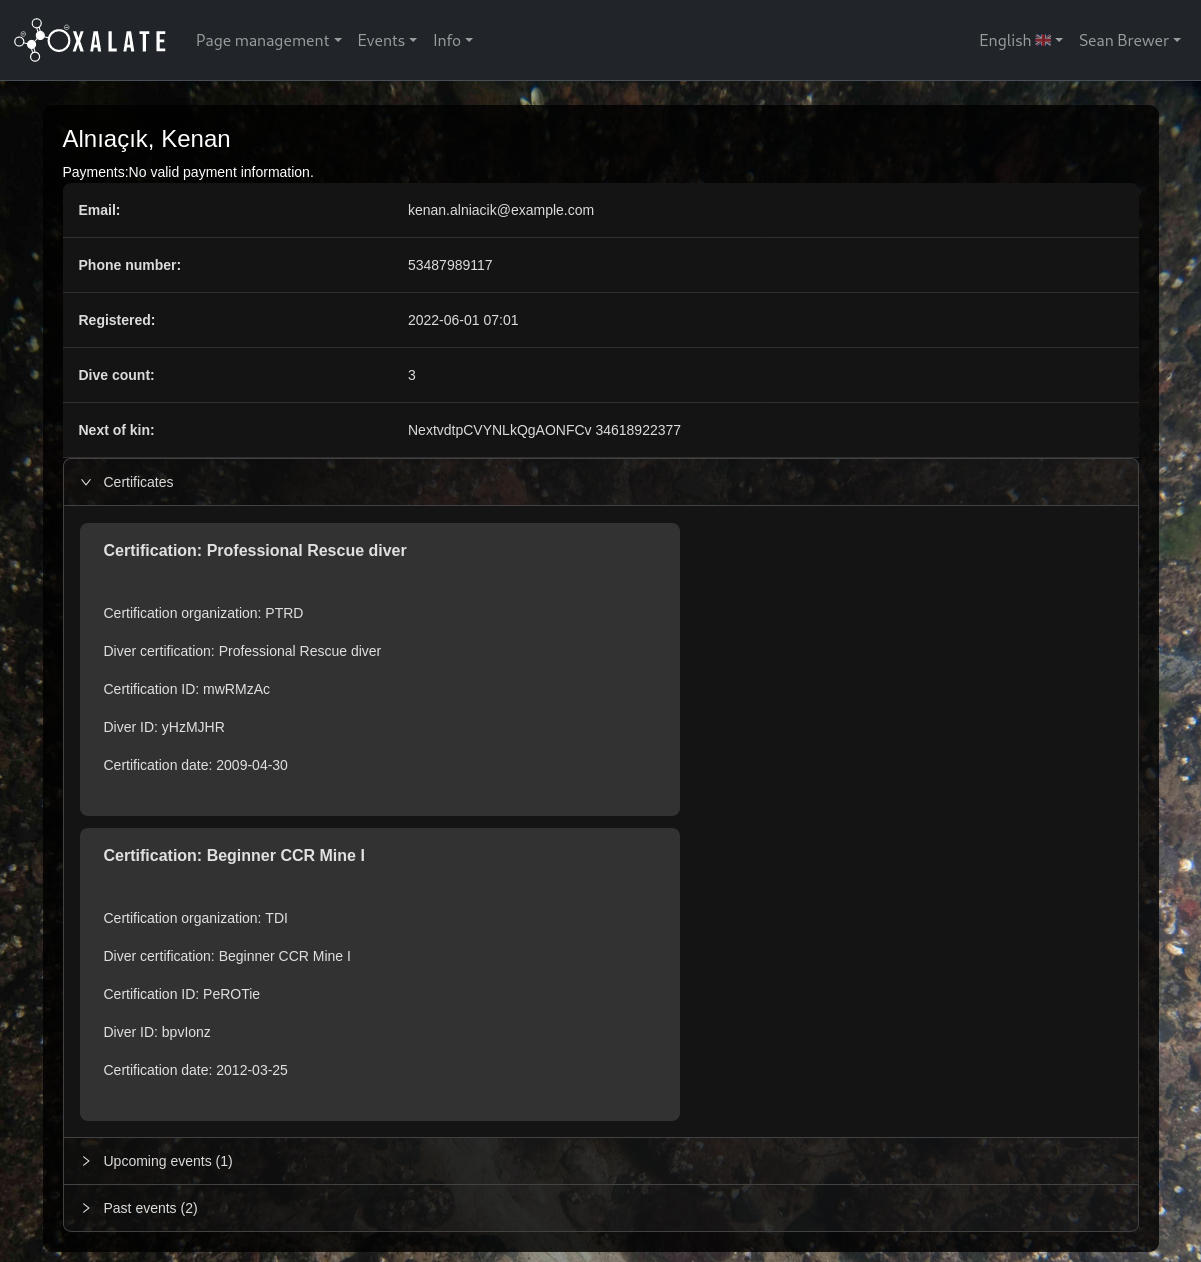 OXALATE
Page management
Events
Info
English
Sean Brewer
Alnıaçık, Kenan
Payments:No valid payment information.
Email: kenan.alniacik@example.com
Phone number: 53487989117
Registered: 2022-06-01 07:01
Dive count: 3
Next of kin: NextvdtpCVYNLkQgAONFCv 34618922377
Certificates
Certification: Professional Rescue diver
Certification organization: PTRD
Diver certification: Professional Rescue diver
Certification ID: mwRMzAc
Diver ID: yHzMJHR
Certification date: 2009-04-30
Certification: Beginner CCR Mine I
Certification organization: TDI
Diver certification: Beginner CCR Mine I
Certification ID: PeROTie
Diver ID: bpvIonz
Certification date: 2012-03-25
Upcoming events (1)
Past events (2)